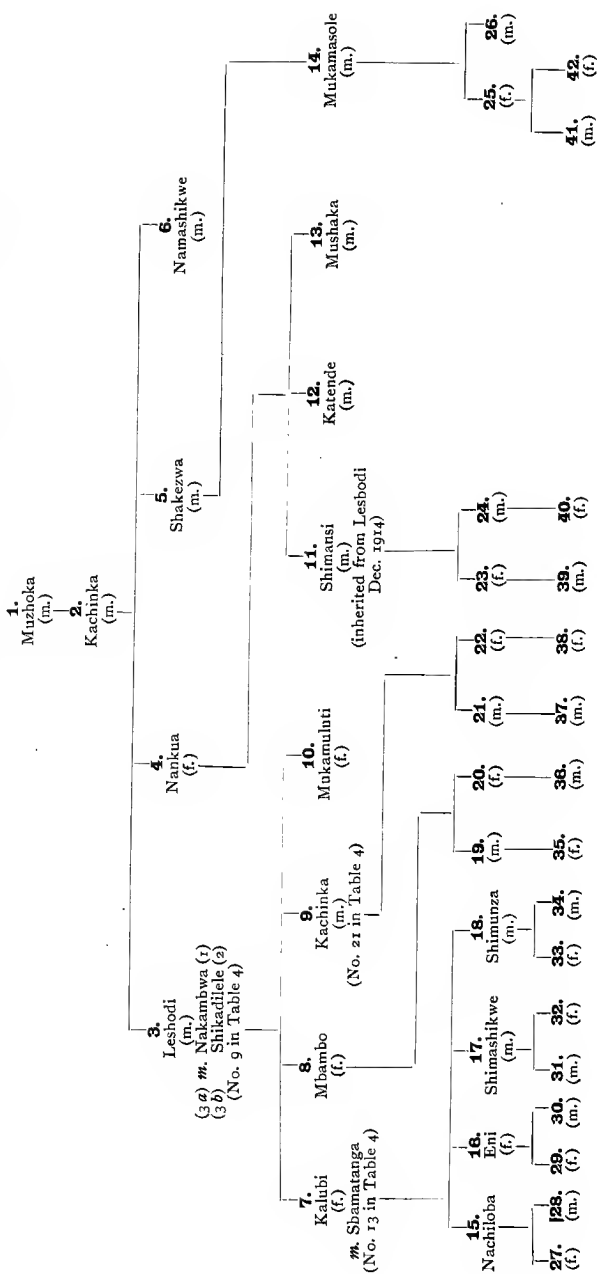 1.
Muzhoka
(m.)
2.
Kachinka
(m.)
3.
Leshodi
(m.)
(3 a) m. Nakambwa (1)
(3 b) Shikadilele (2)
(No. 9 in Table 4)
4.
Nankua
(f.)
5.
Shakezwa
(m.)
6.
Namashikwe
(m.)
7.
Kalubi
(f.)
m. Sbamatanga
(No. 13 in Table 4)
8.
Mbambo
(f.)
9.
Kachinka
(m.)
(No. 21 in Table 4)
10.
Mukamuluti
(f.)
11.
Shimansi
(m.)
(inherited from Lesbodi
Dec. 1914)
12.
Katende
(m.)
13.
Mushaka
(m.)
14.
Mukamasole
(m.)
15.
Nachiloba
16.
Eni
(f.)
17.
Shimashikwe
(m.)
18.
Shimunza
(m.)
19.
(m.)
20.
(f.)
21.
(m.)
22.
(f.)
23.
(f.)
24.
(m.)
25.
(f.)
26.
(m.)
27.
(f.)
28.
(m.)
29.
(f.)
30.
(m.)
31.
(m.)
32.
(f.)
33.
(f.)
34.
(m.)
35.
(f.)
36.
(m.)
37.
(m.)
38.
(f.)
39.
(m.)
40.
(f.)
41.
(m.)
42.
(f.)